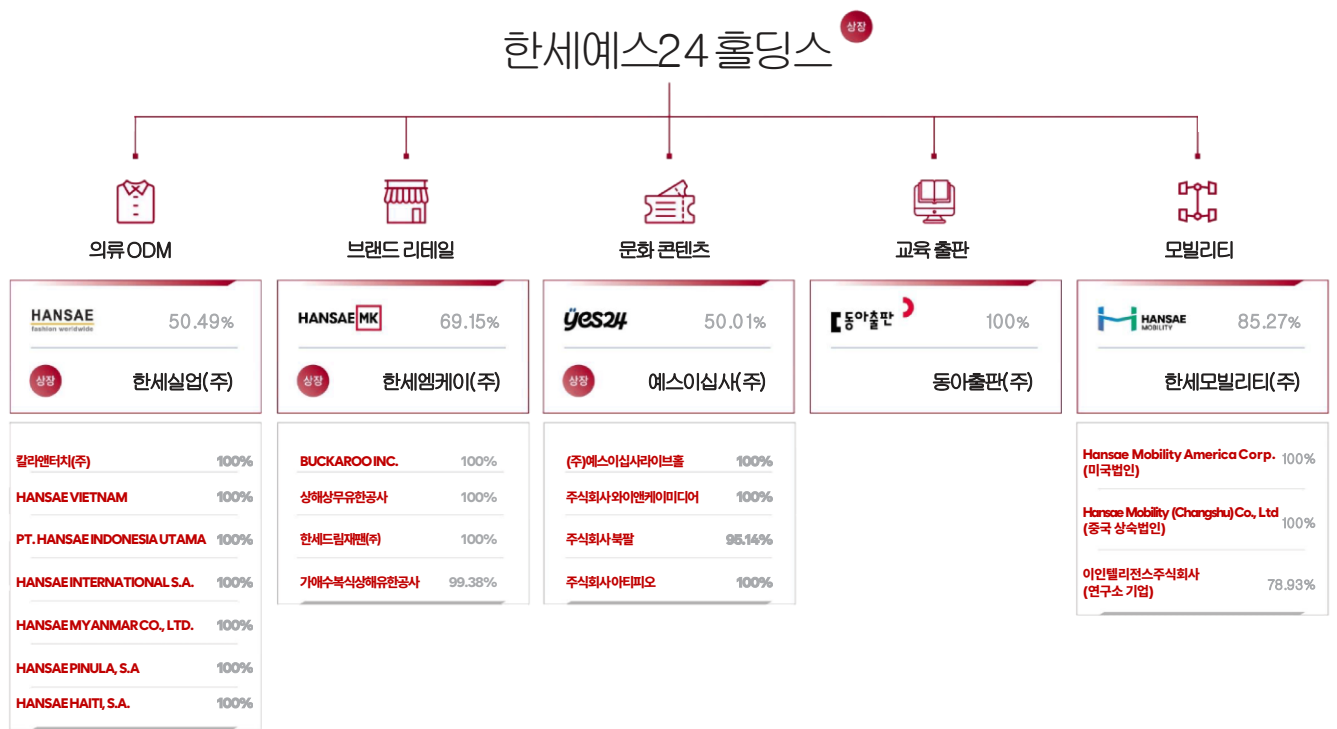 한세예스24 홀딩스
상장
의류 ODM
브랜드 리테일
문화 콘텐츠
교육 출판
모빌리티
HANSAE
fashion worldwide
50.49%
상장
한세실업(주)
HANSAE MK
69.15%
상장
한세엠케이(주)
yes24
50.01%
상장
예스이십사(주)
동아출판
100%
동아출판(주)
HANSAE
MOBILITY
85.27%
한세모빌리티(주)
칼라앤터치(주) 100%
HANSAE VIETNAM 100%
PT. HANSAE INDONESIA UTAMA 100%
HANSAE INTERNATIONAL S.A. 100%
HANSAE MYANMAR CO., LTD. 100%
HANSAE PINULA, S.A 100%
HANSAE HAITI, S.A. 100%
BUCKAROO INC. 100%
상해상무유한공사 100%
한세드림재팬(주) 100%
가애수복식상해유한공사 99.38%
(주)예스이십사라이브홀 100%
주식회사 와이앤케이미디어 100%
주식회사 북팔 95.14%
주식회사 아티피오 100%
Hansae Mobility America Corp. 100%
(미국법인)
Hansae Mobility (Changshu) Co., Ltd 100%
(중국 상숙법인)
이인텔리전스주식회사
(연구소 기업) 78.93%